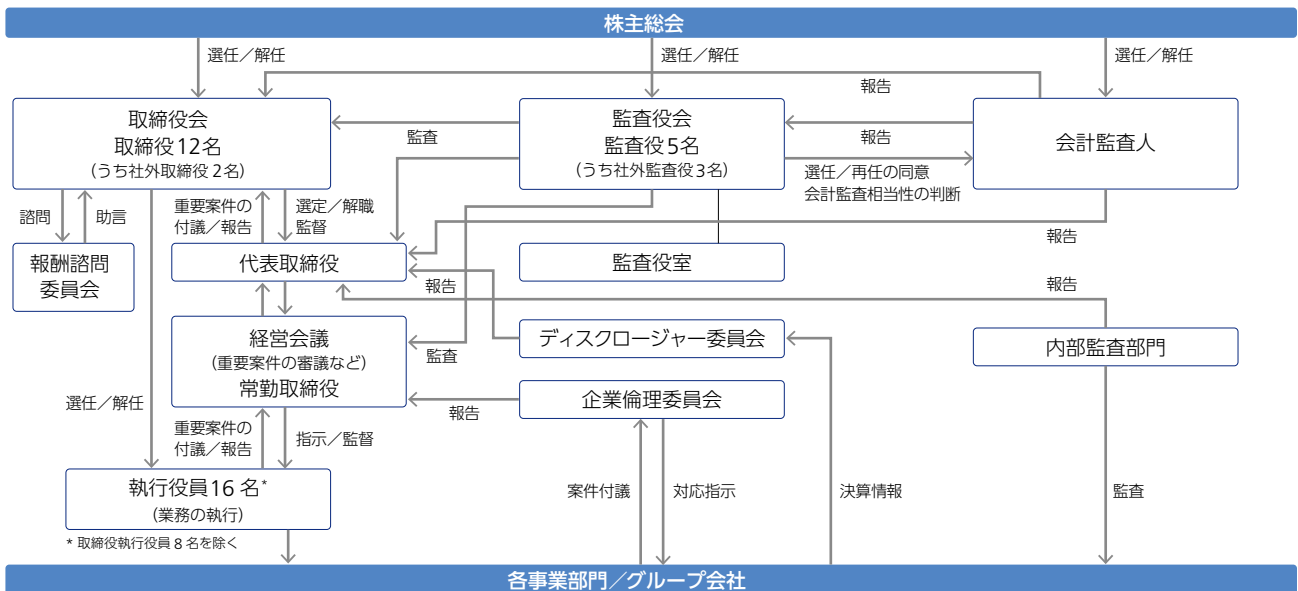 株主総会
選任／解任
選任／解任
選任／解任
報告
取締役会
取締役12名
(うち社外取締役2名)
監査
監査役会
監査役5名
(うち社外監査役3名)
報告
選任／再任の同意
会計監査相当性の判断
会計監査人
諮問
助言
重要案件の
付議／報告
選定／解職
監督
報告
報酬諮問
委員会
代表取締役
報告
監査役室
報告
経営会議
(重要案件の審議など)
常勤取締役
監査
ディスクロージャー委員会
内部監査部門
選任／解任
報告
企業倫理委員会
重要案件の
付議／報告
指示／監督
執行役員16名*
(業務の執行)
* 取締役執行役員8名を除く
案件付議
対応指示
決算情報
監査
各事業部門／グループ会社